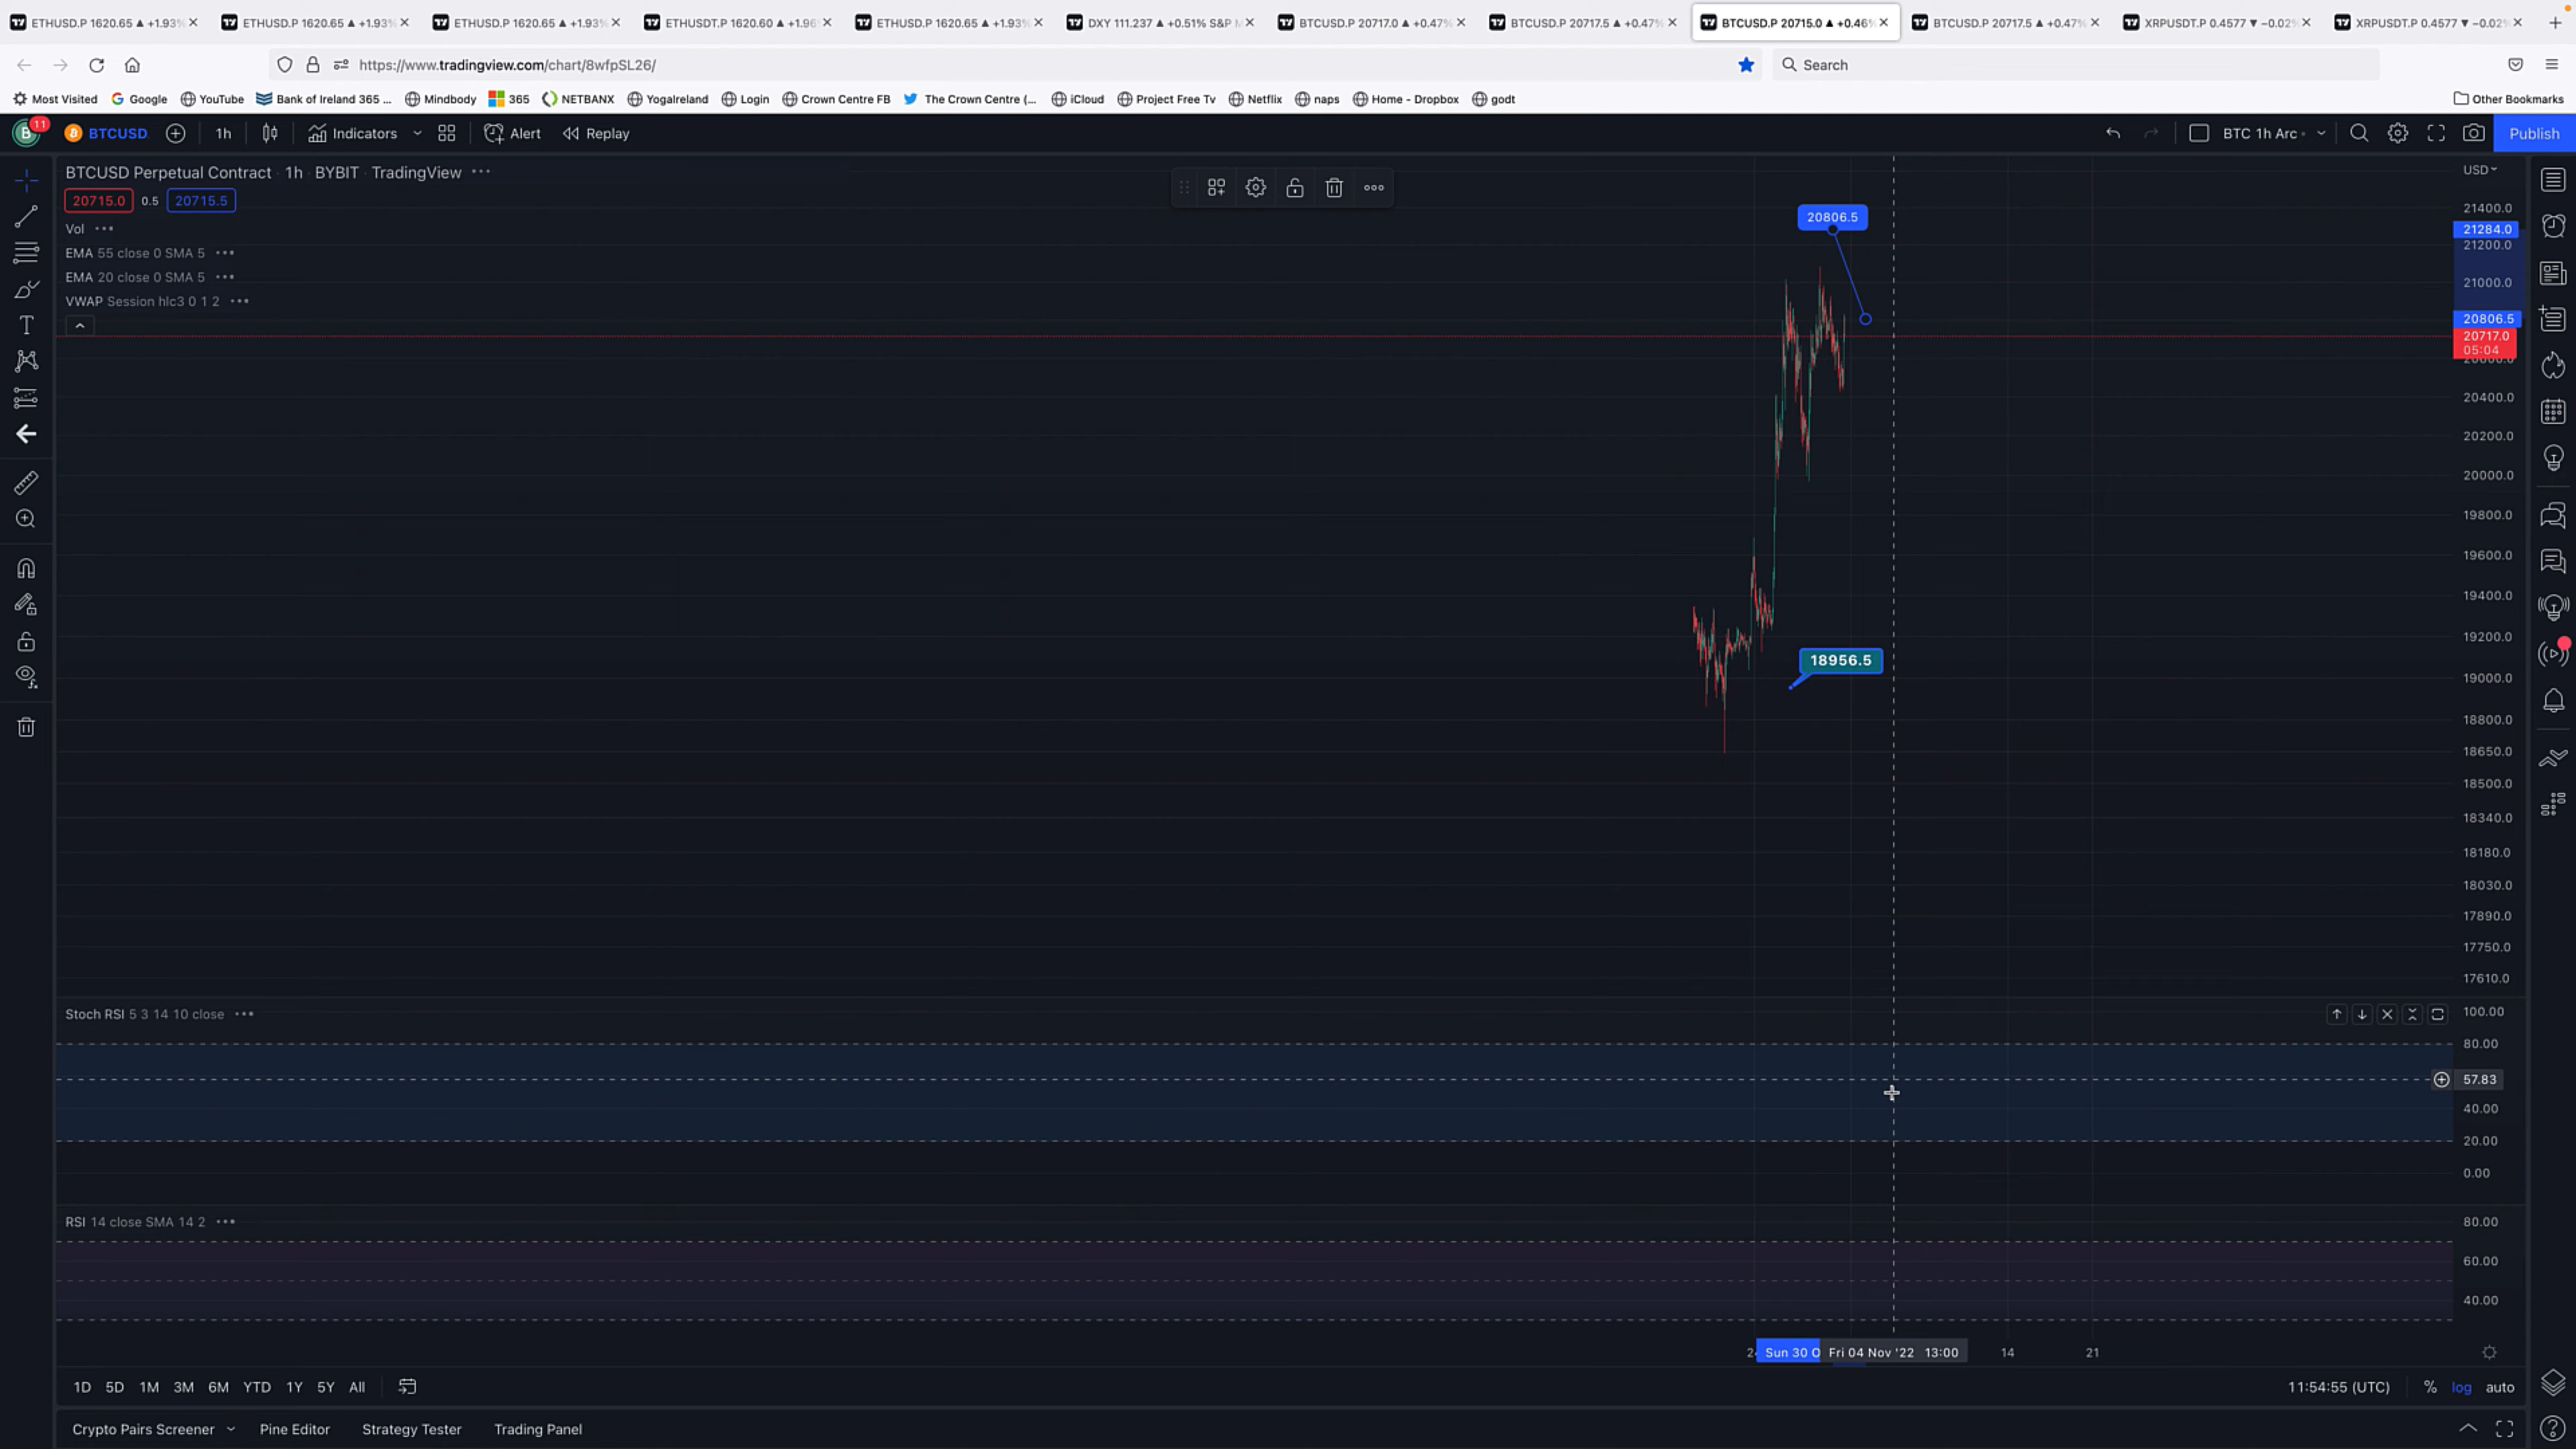 ETHUSD.P 1620.65 ▲ +1.93%
ETHUSD.P 1620.65 ▲ +1.93%
ETHUSD.P 1620.65 ▲ +1.93%
ETHUSDT.P 1620.60 ▲ +1.96
ETHUSD.P 1620.65 ▲ +1.93%
DXY 111.237 ▲ +0.51% S&P
BTCUSD.P 20717.0 ▲ +0.47%
BTCUSD.P 20717.5 ▲ +0.47%
BTCUSD.P 20715.0 ▲ +0.46%
BTCUSD.P 20717.5 ▲ +0.47%
XRPUSDT.P 0.4577 ▼ −0.02%
XRPUSDT.P 0.4577 ▼ −0.02%
https://www.tradingview.com/chart/8wfpSL26/
Search
Most Visited
Google
YouTube
Bank of Ireland 365 ...
Mindbody
365
NETBANX
YogaIreland
Login
Crown Centre FB
The Crown Centre (...
iCloud
Project Free Tv
Netflix
naps
Home - Dropbox
godt
Other Bookmarks
B
11
BTCUSD
1h
Indicators
Alert
Replay
BTC 1h Arc
Publish
BTCUSD Perpetual Contract · 1h · BYBIT · TradingView
20715.0
0.5
20715.5
Vol
EMA 55 close 0 SMA 5
EMA 20 close 0 SMA 5
VWAP Session hlc3 0 1 2
20806.5
18956.5
USD
21400.0
21284.0
21200.0
21000.0
20806.5
20717.0
05:04
20400.0
20200.0
20000.0
19800.0
19600.0
19400.0
19200.0
19000.0
18800.0
18650.0
18500.0
18340.0
18180.0
18030.0
17890.0
17750.0
17610.0
Stoch RSI 5 3 14 10 close
100.00
80.00
57.83
40.00
20.00
0.00
RSI 14 close SMA 14 2
80.00
60.00
40.00
Sun 30 O
Fri 04 Nov '22 13:00
14
21
1D
5D
1M
3M
6M
YTD
1Y
5Y
All
11:54:55 (UTC)
%
log
auto
Crypto Pairs Screener
Pine Editor
Strategy Tester
Trading Panel